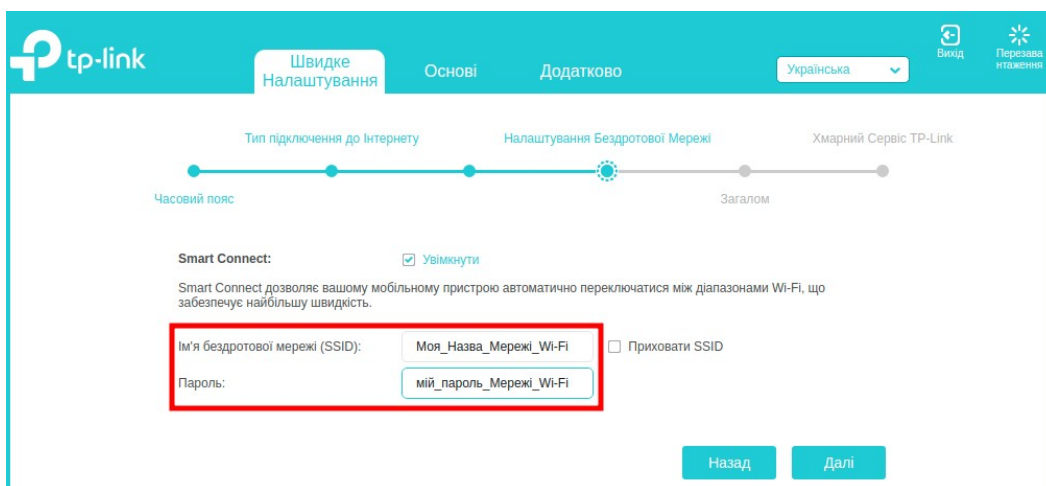 tp-link
Швидке
Налаштування
Основі
Додатково
Українська
Вихід
Перезава
нтаження
Тип підключення до Інтернету
Налаштування Бездротової Мережі
Хмарний Сервіс TP-Link
Часовий пояс
Загалом
Smart Connect:
Увімкнути
Smart Connect дозволяє вашому мобільному пристрою автоматично переключатися між діапазонами Wi-Fi, що
забезпечує найбільшу швидкість.
Ім'я бездротової мережі (SSID):
Моя_Назва_Мережі_Wi-Fi
Приховати SSID
Пароль:
мій_пароль_Мережі_Wi-Fi
Назад
Далі